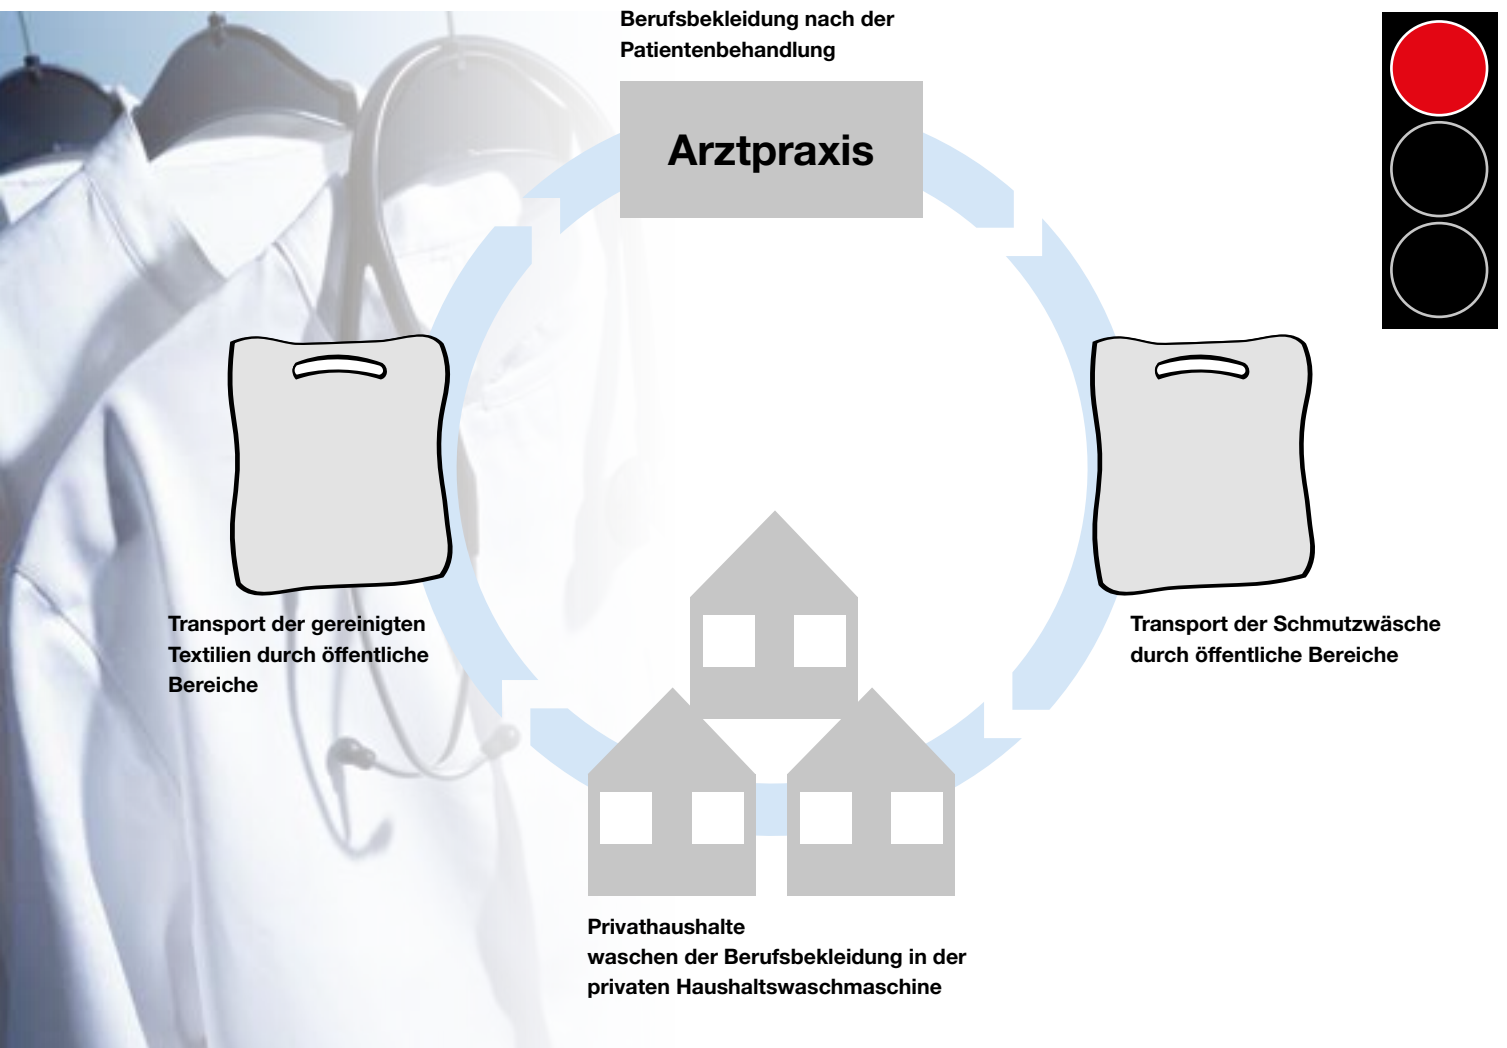 Berufsbekleidung nach der
Patientenbehandlung
Arztpraxis
Transport der gereinigten
Textilien durch öffentliche
Bereiche
Transport der Schmutzwäsche
durch öffentliche Bereiche
Privathaushalte
waschen der Berufsbekleidung in der
privaten Haushaltswaschmaschine